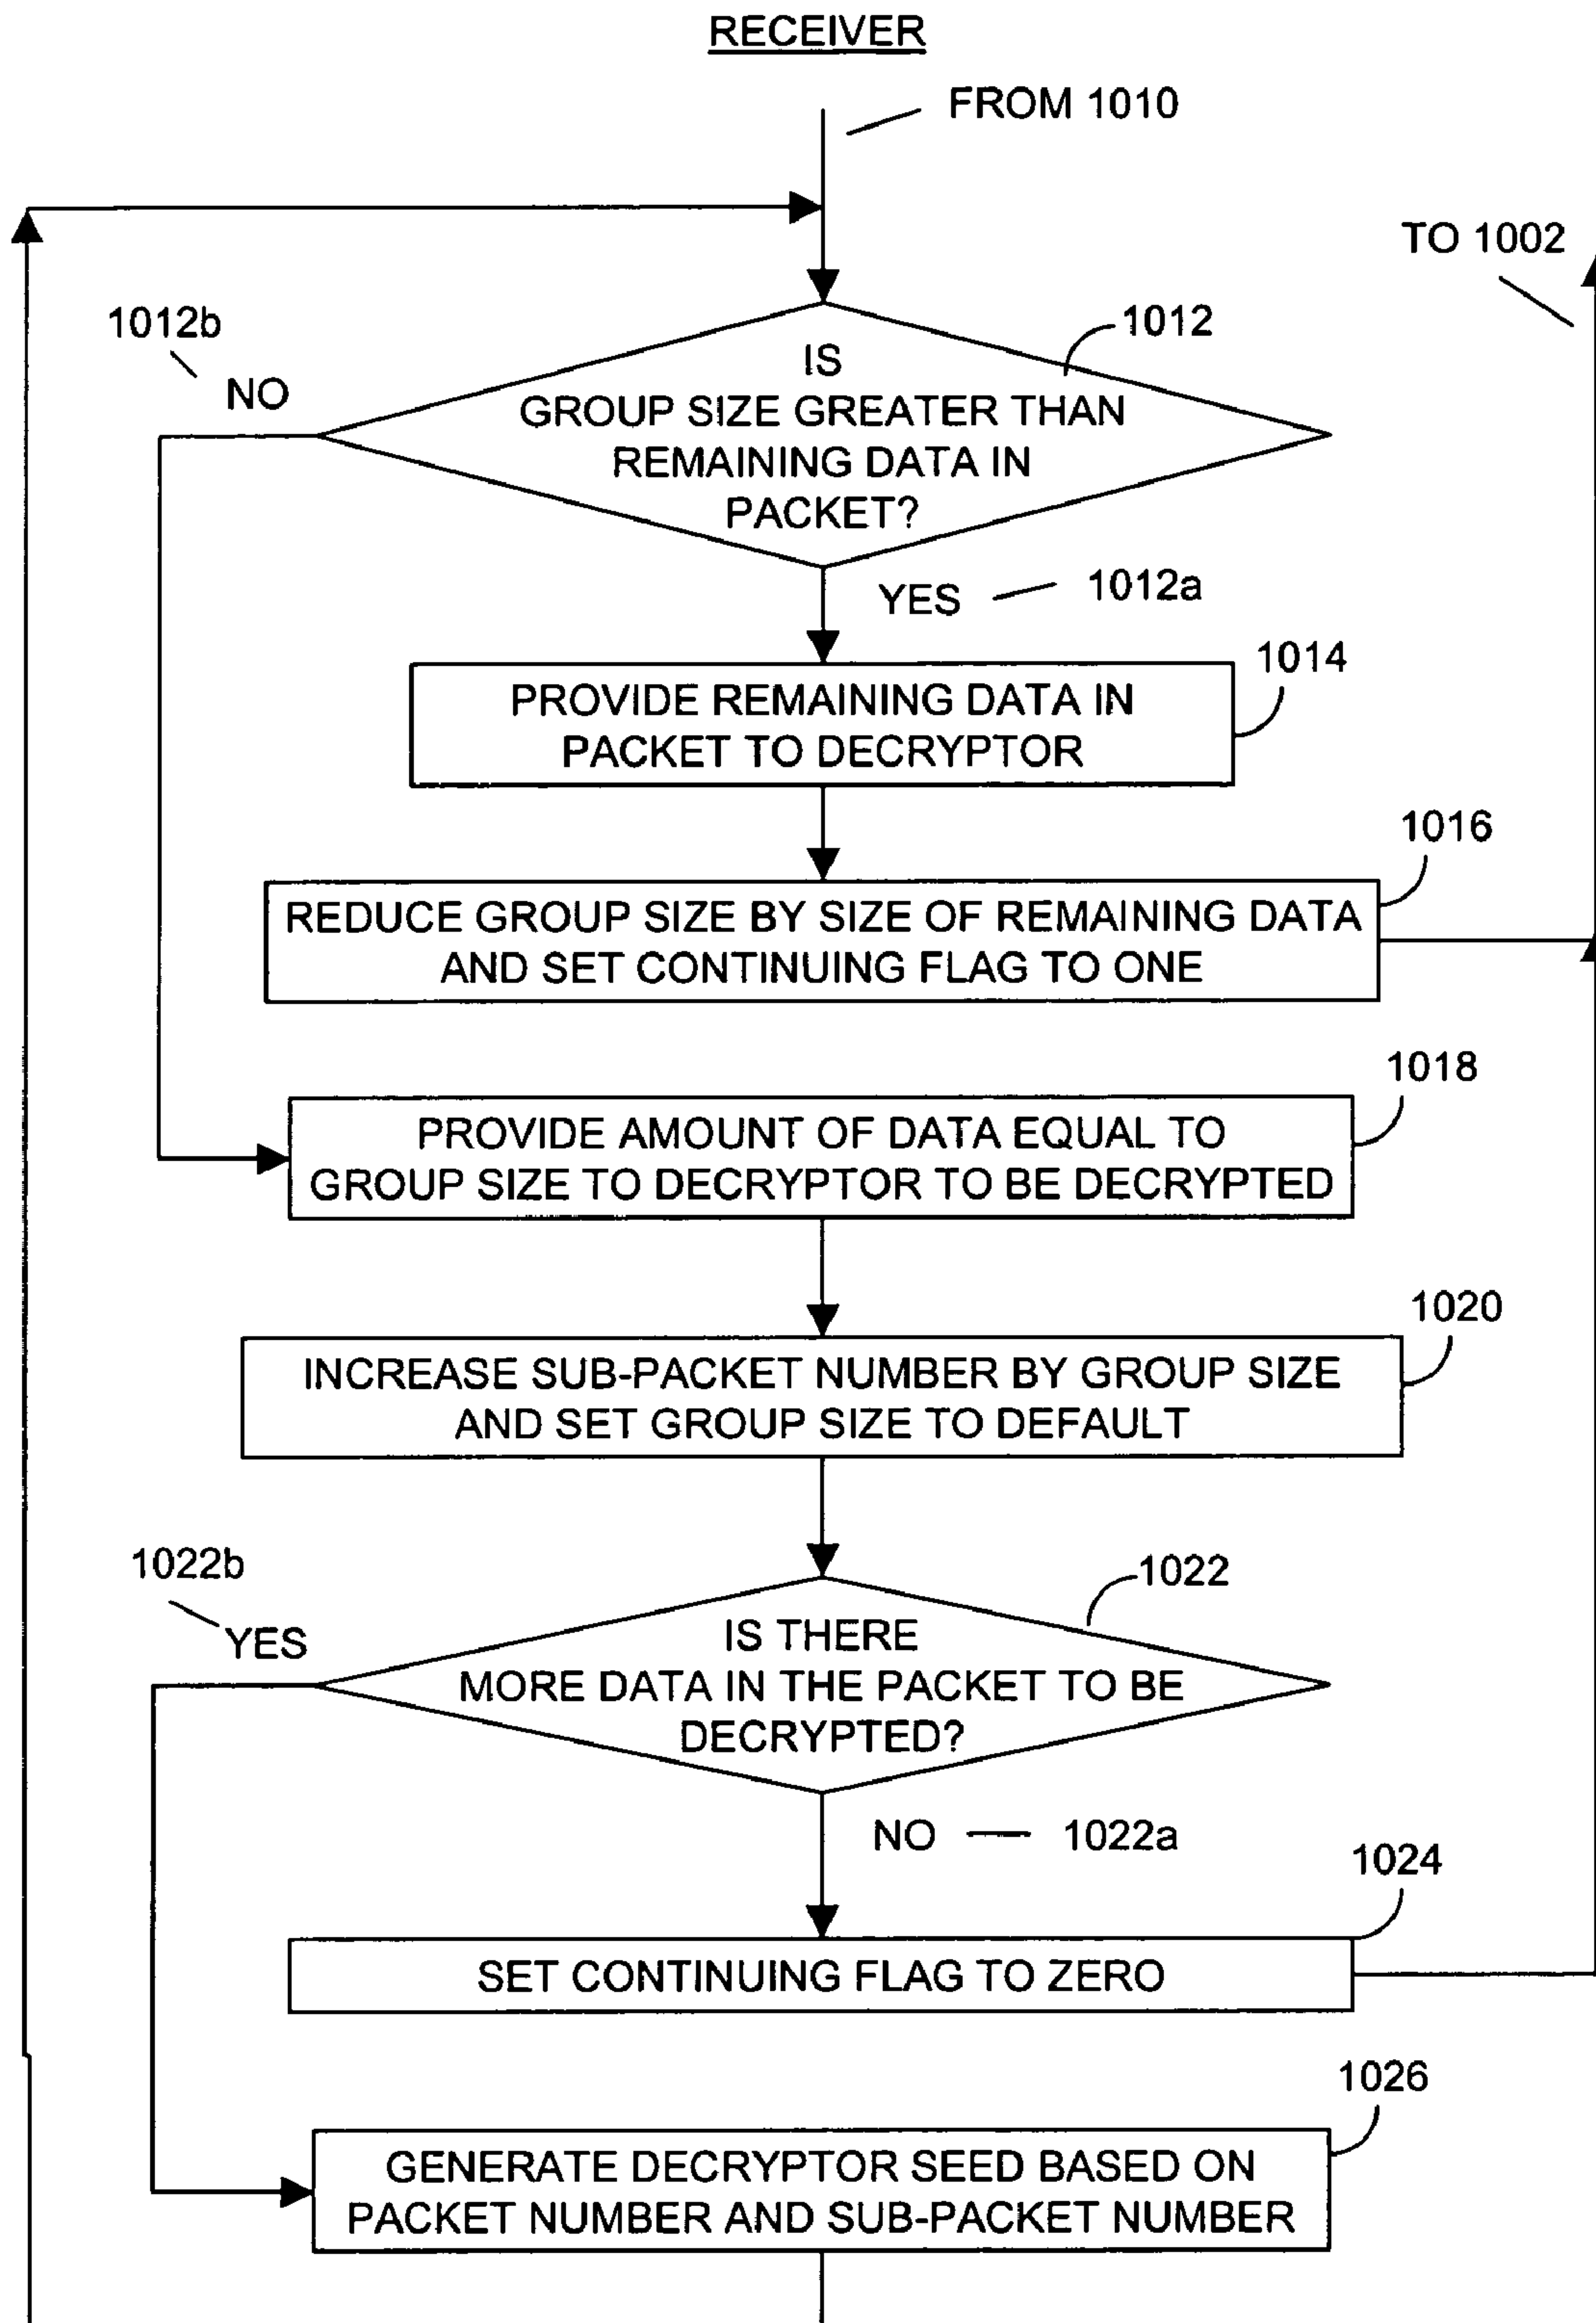 RECEIVER
FROM 1010
TO 1002
1012b
NO
1012
IS
GROUP SIZE GREATER THAN
REMAINING DATA IN
PACKET?
YES
1012a
1014
PROVIDE REMAINING DATA IN
PACKET TO DECRYPTOR
1016
REDUCE GROUP SIZE BY SIZE OF REMAINING DATA
AND SET CONTINUING FLAG TO ONE
1018
PROVIDE AMOUNT OF DATA EQUAL TO
GROUP SIZE TO DECRYPTOR TO BE DECRYPTED
1020
INCREASE SUB-PACKET NUMBER BY GROUP SIZE
AND SET GROUP SIZE TO DEFAULT
1022b
YES
1022
IS THERE
MORE DATA IN THE PACKET TO BE
DECRYPTED?
NO
1022a
1024
SET CONTINUING FLAG TO ZERO
1026
GENERATE DECRYPTOR SEED BASED ON
PACKET NUMBER AND SUB-PACKET NUMBER